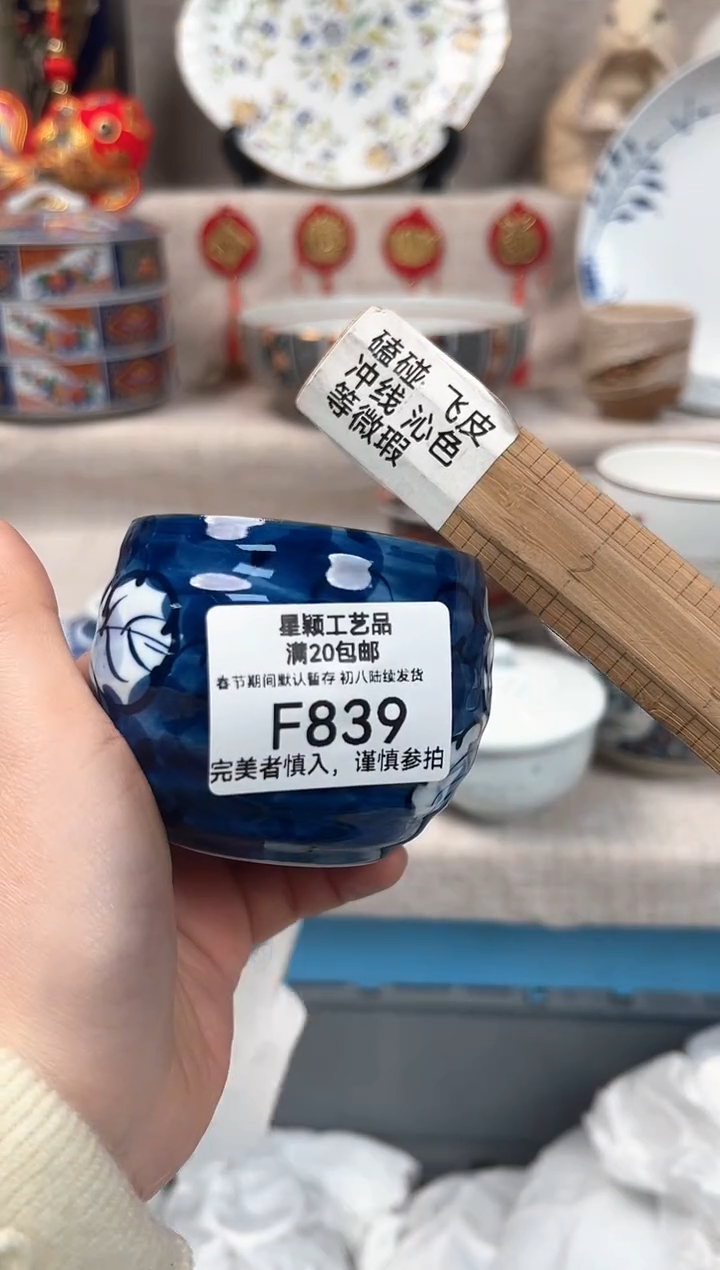 磕碰 飞皮
冲线 沁色
等微瑕
星颖工艺品
满20包邮
春节期间默认暂存 初八陆续发货
F839
完美者慎入，谨慎参拍